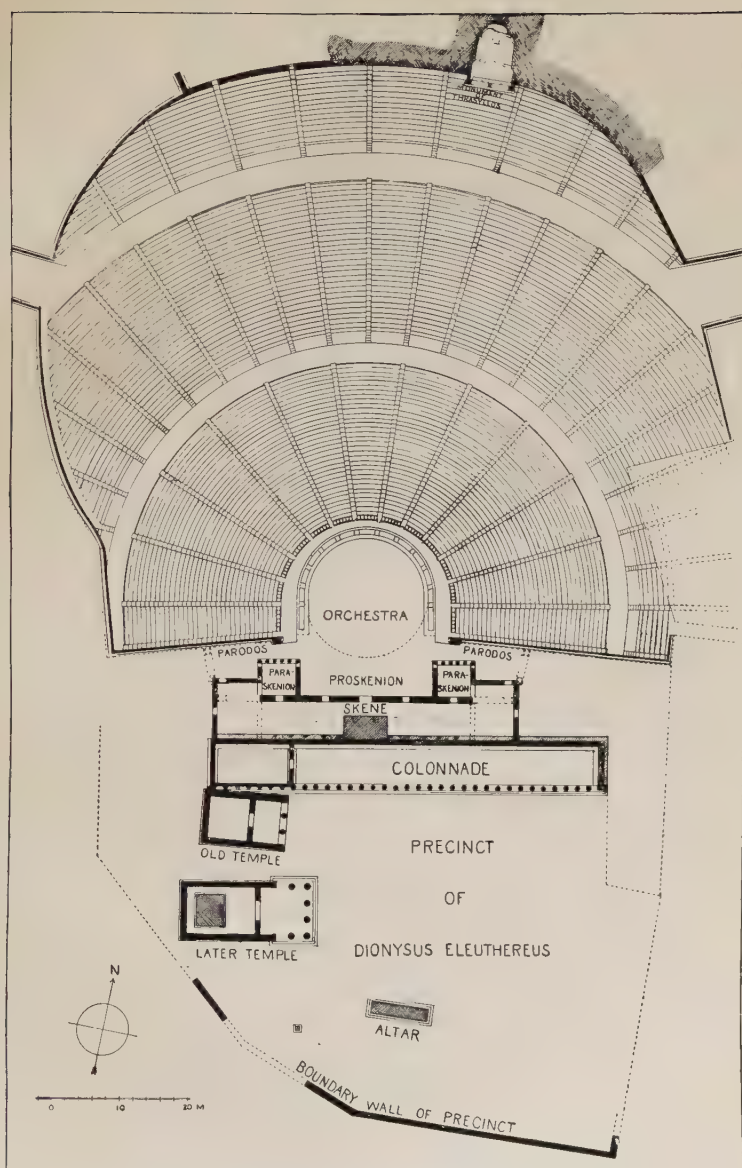 MONUMENT
OF
THRASYLLOS
ORCHESTRA
PARODOS
PARODOS
PARA-
SKENION
PROSKENION
PARA-
SKENION
SKENE
COLONNADE
OLD TEMPLE
PRECINCT
OF
DIONYSUS ELEUTHEREUS
LATER TEMPLE
N
ALTAR
0 10 20 M
BOUNDARY WALL OF PRECINCT